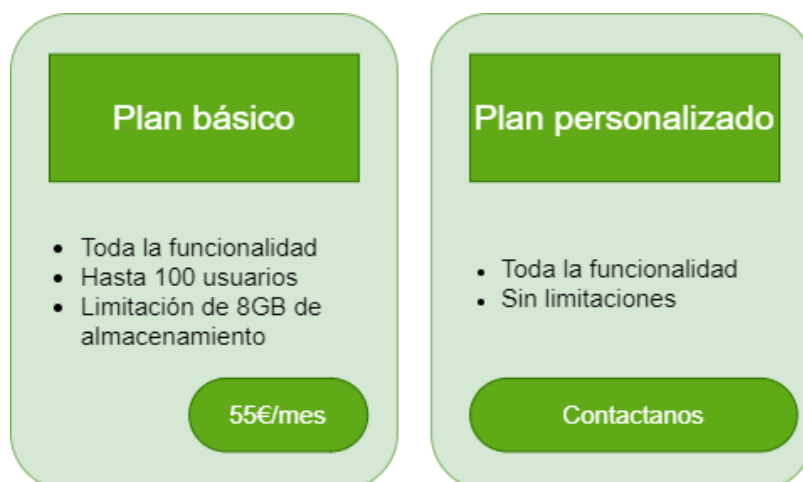 Plan básico
Toda la funcionalidad
Hasta 100 usuarios
Limitación de 8GB de
almacenamiento
55€/mes
Plan personalizado
Toda la funcionalidad
Sin limitaciones
Contactanos